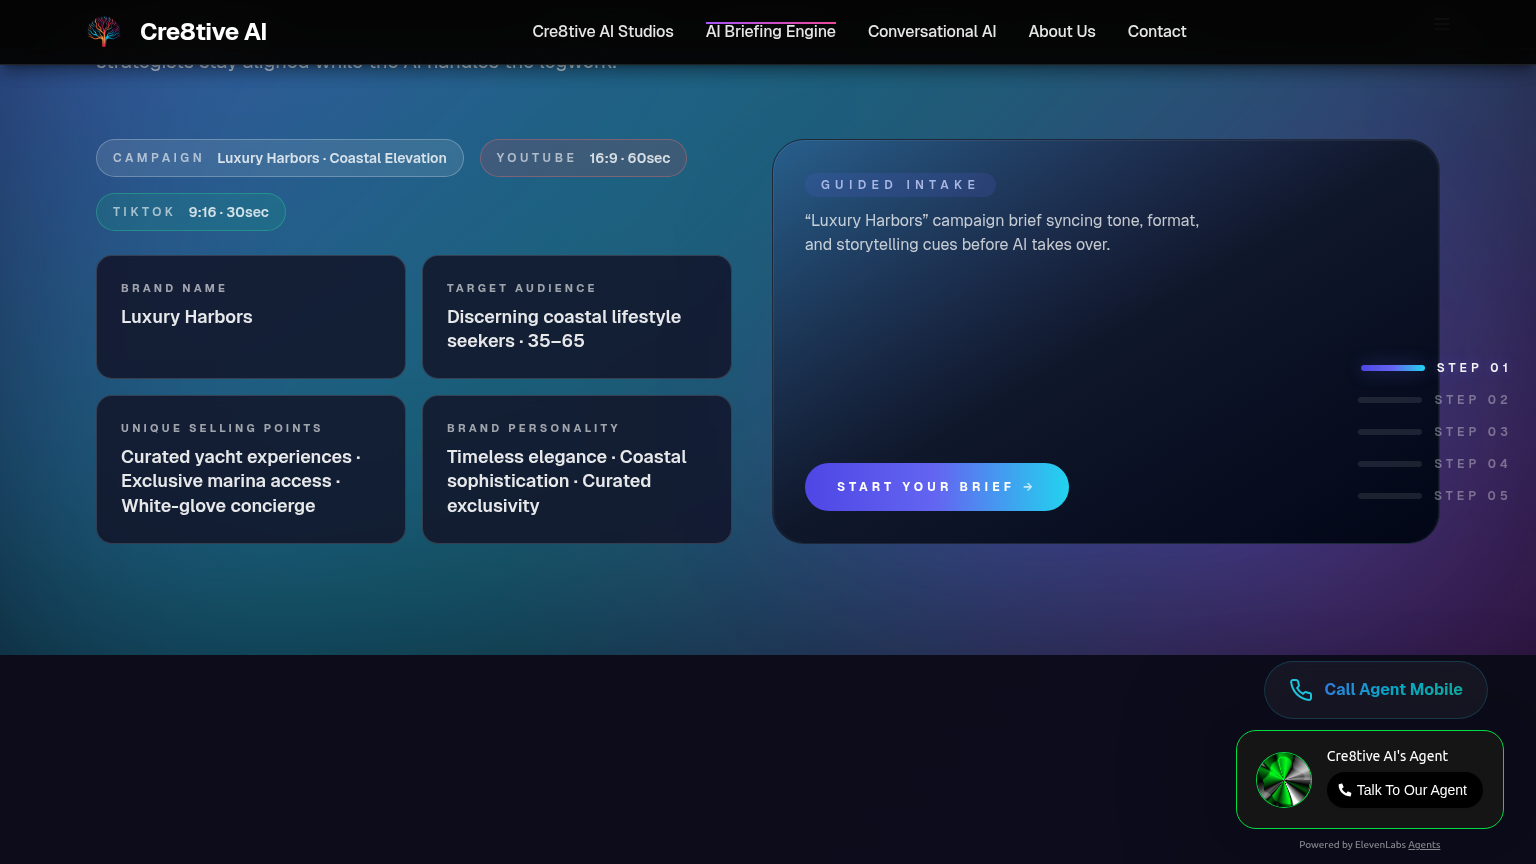 Cre8tive AI
Cre8tive AI Studios
AI Briefing Engine
Conversational AI
About Us
Contact
strategists stay aligned while the AI handles the legwork.
CAMPAIGN Luxury Harbors · Coastal Elevation
YOUTUBE 16:9 · 60sec
TIKTOK 9:16 · 30sec
BRAND NAME
Luxury Harbors
TARGET AUDIENCE
Discerning coastal lifestyle
seekers · 35–65
UNIQUE SELLING POINTS
Curated yacht experiences ·
Exclusive marina access ·
White-glove concierge
BRAND PERSONALITY
Timeless elegance · Coastal
sophistication · Curated
exclusivity
GUIDED INTAKE
“Luxury Harbors” campaign brief syncing tone, format,
and storytelling cues before AI takes over.
START YOUR BRIEF →
STEP 01
STEP 02
STEP 03
STEP 04
STEP 05
Call Agent Mobile
Cre8tive AI's Agent
Talk To Our Agent
Powered by ElevenLabs Agents